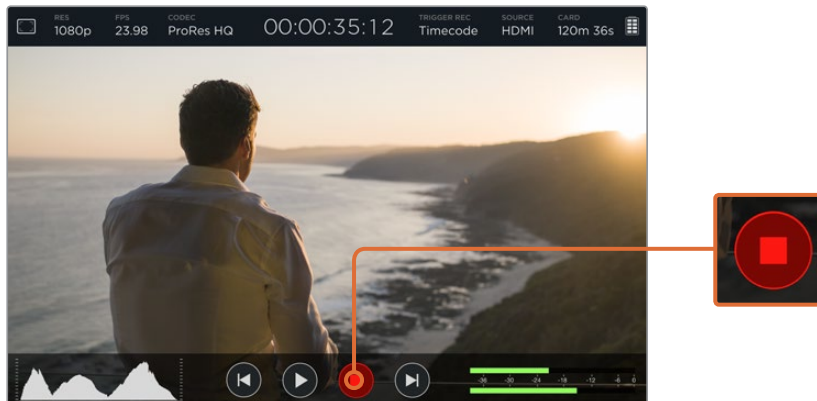 RES FPS CODEC 00:00:35:12 TRIGGER REC SOURCE CARD
1080p 23.98 ProRes HQ Timecode HDMI 120m 36s
-36 -30 -24 -18 -12 -6 0